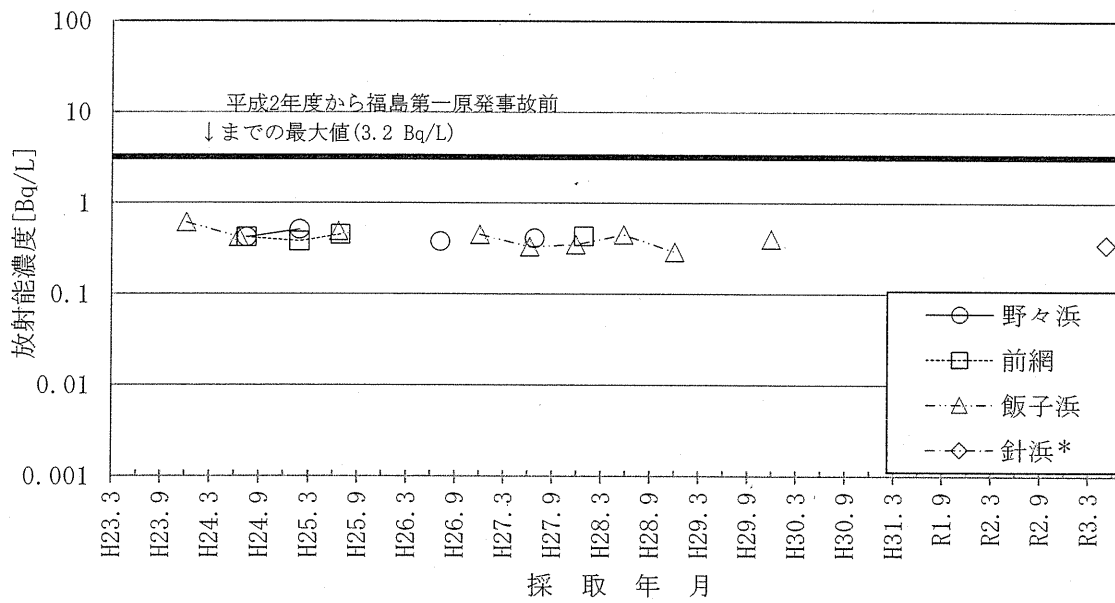 100
10
1
0.1
0.01
0.001
放射能濃度[Bq/L]
平成2年度から福島第一原発事故前
↓までの最大値(3.2 Bq/L)
野々浜
前網
飯子浜
針浜*
H23.3
H23.9
H24.3
H24.9
H25.3
H25.9
H26.3
H26.9
H27.3
H27.9
H28.3
H28.9
H29.3
H29.9
H30.3
H30.9
H31.3
R1.9
R2.3
R2.9
R3.3
採 取 年 月